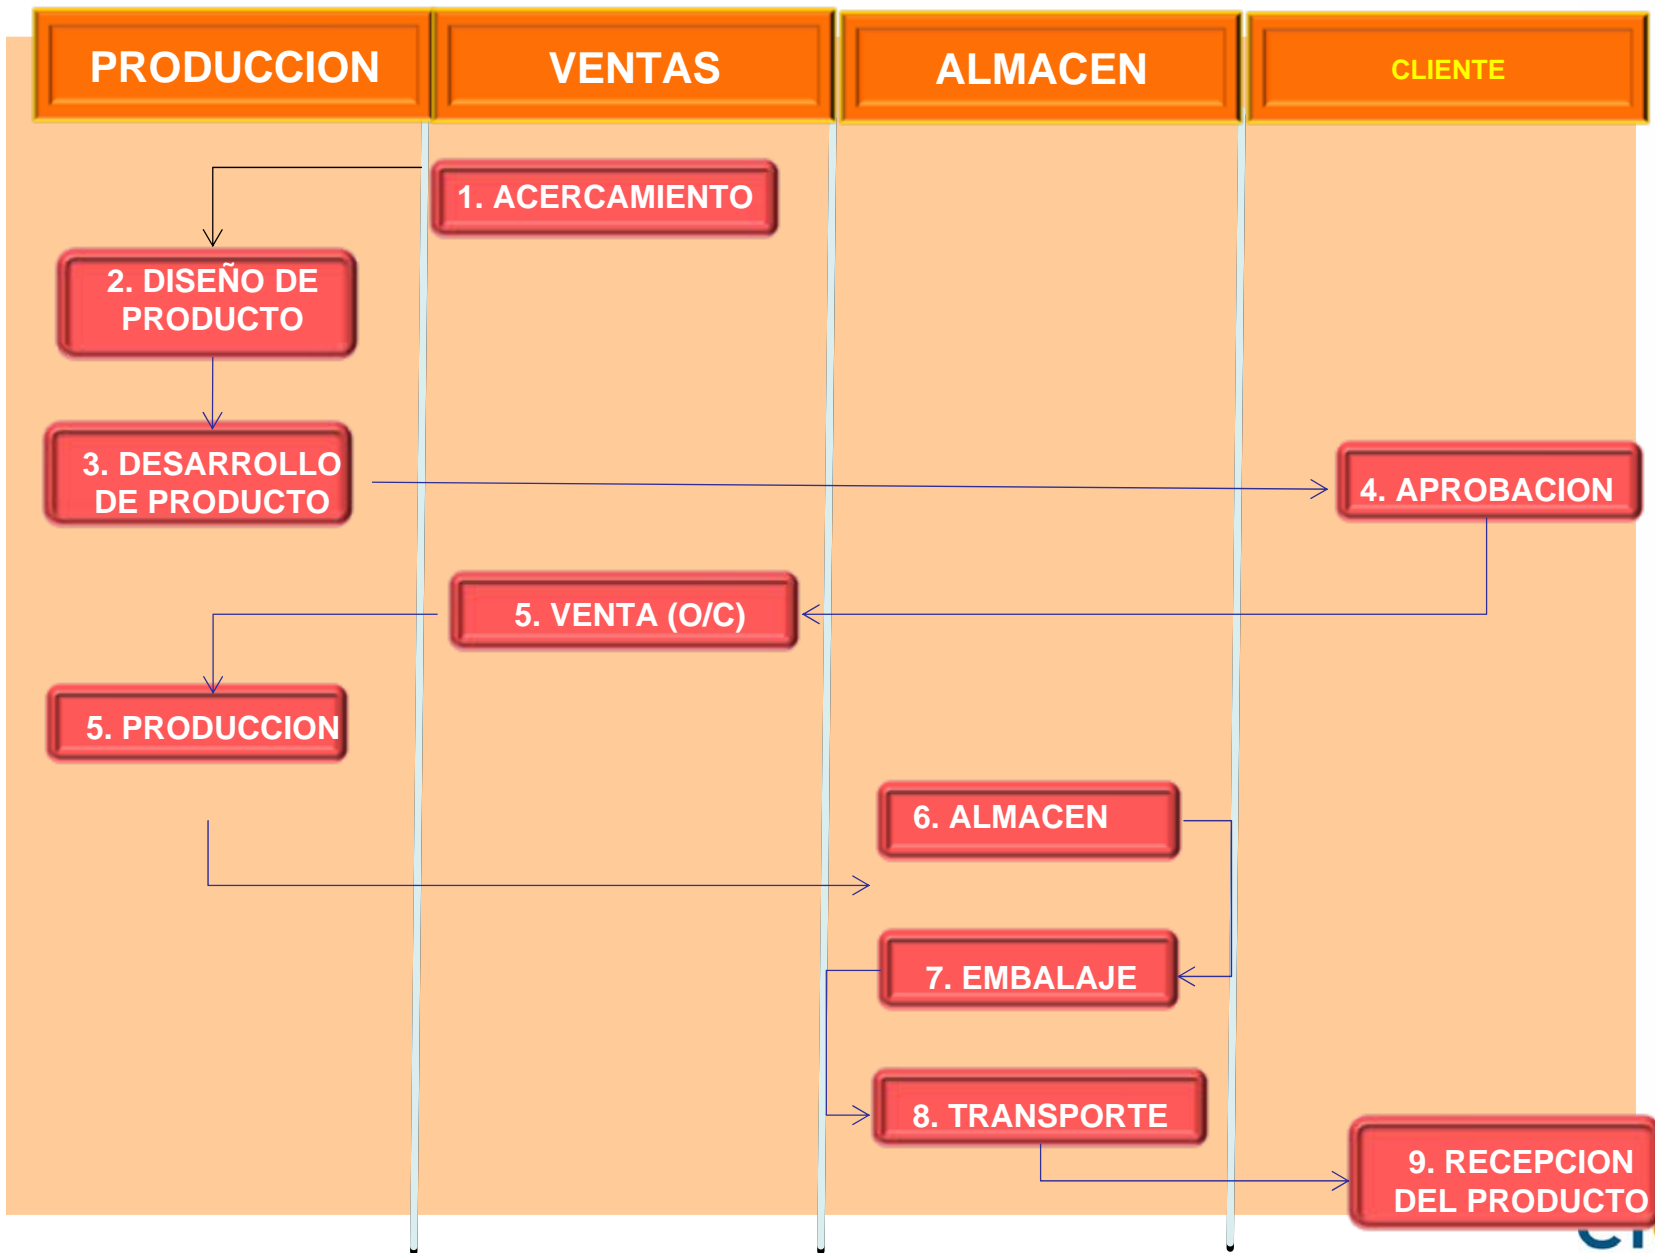 PRODUCCION
VENTAS
ALMACEN
CLIENTE
1. ACERCAMIENTO
2. DISEÑO DE
PRODUCTO
3. DESARROLLO
DE PRODUCTO
4. APROBACION
5. VENTA (O/C)
5. PRODUCCION
6. ALMACEN
7. EMBALAJE
8. TRANSPORTE
9. RECEPCION
DEL PRODUCTO